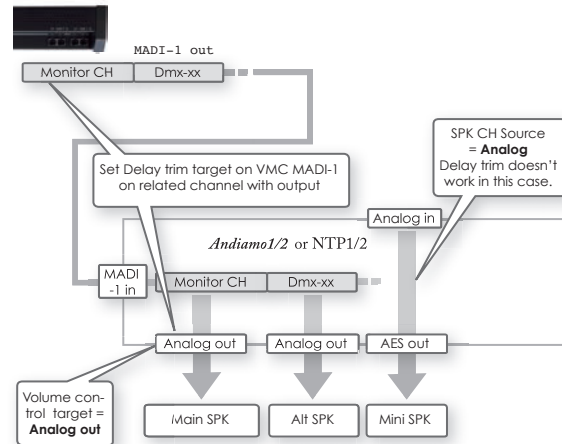 MADI-1 out
Monitor CH
Dmx-xx
SPK CH Source
= Analog
Delay trim doesn't
work in this case.
Set Delay trim target on VMC MADI-1
on related channel with output
Analog in
Andiamo1/2 or NTP1/2
MADI
-1 in
Monitor CH
Dmx-xx
Analog out
Analog out
AES out
Volume con-
trol target =
Analog out
Main SPK
Alt SPK
Mini SPK